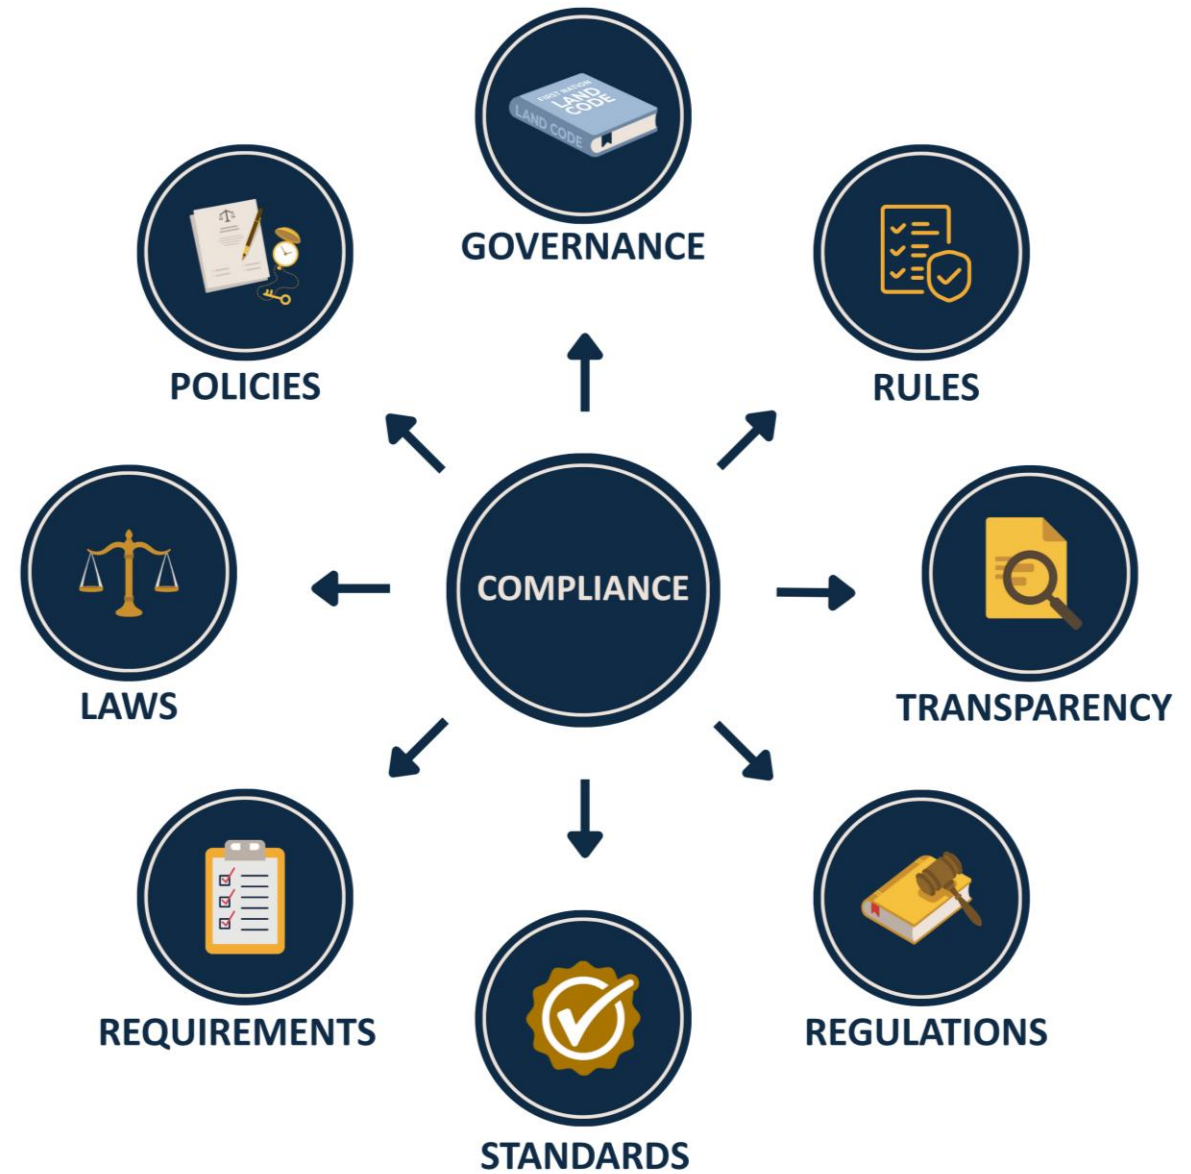 FIRST NATION
LAND
CODE
LAND CODE
GOVERNANCE
POLICIES
RULES
COMPLIANCE
LAWS
TRANSPARENCY
REQUIREMENTS
REGULATIONS
STANDARDS